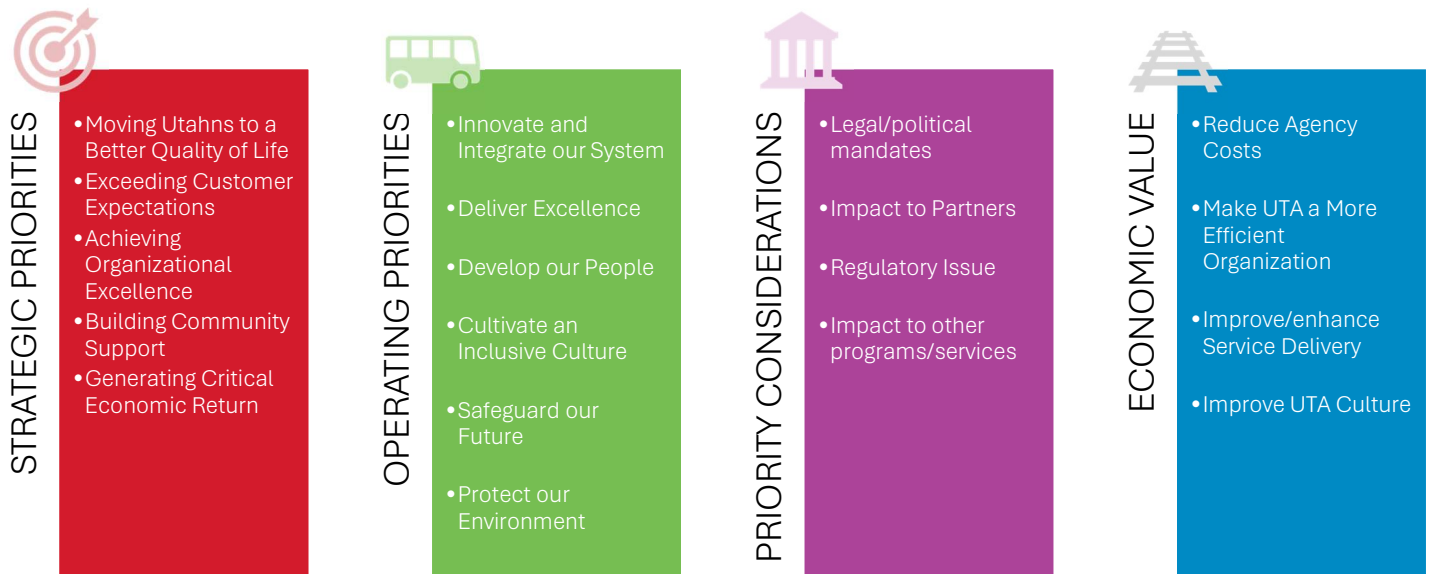 STRATEGIC PRIORITIES
•Moving Utahns to a
Better Quality of Life
•Exceeding Customer
Expectations
•Achieving
Organizational
Excellence
•Building Community
Support
•Generating Critical
Economic Return
OPERATING PRIORITIES
•Innovate and
Integrate our System
•Deliver Excellence
•Develop our People
•Cultivate an
Inclusive Culture
•Safeguard our
Future
•Protect our
Environment
PRIORITY CONSIDERATIONS
•Legal/political
mandates
•Impact to Partners
•Regulatory Issue
•Impact to other
programs/services
ECONOMIC VALUE
•Reduce Agency
Costs
•Make UTA a More
Efficient
Organization
•Improve/enhance
Service Delivery
•Improve UTA Culture